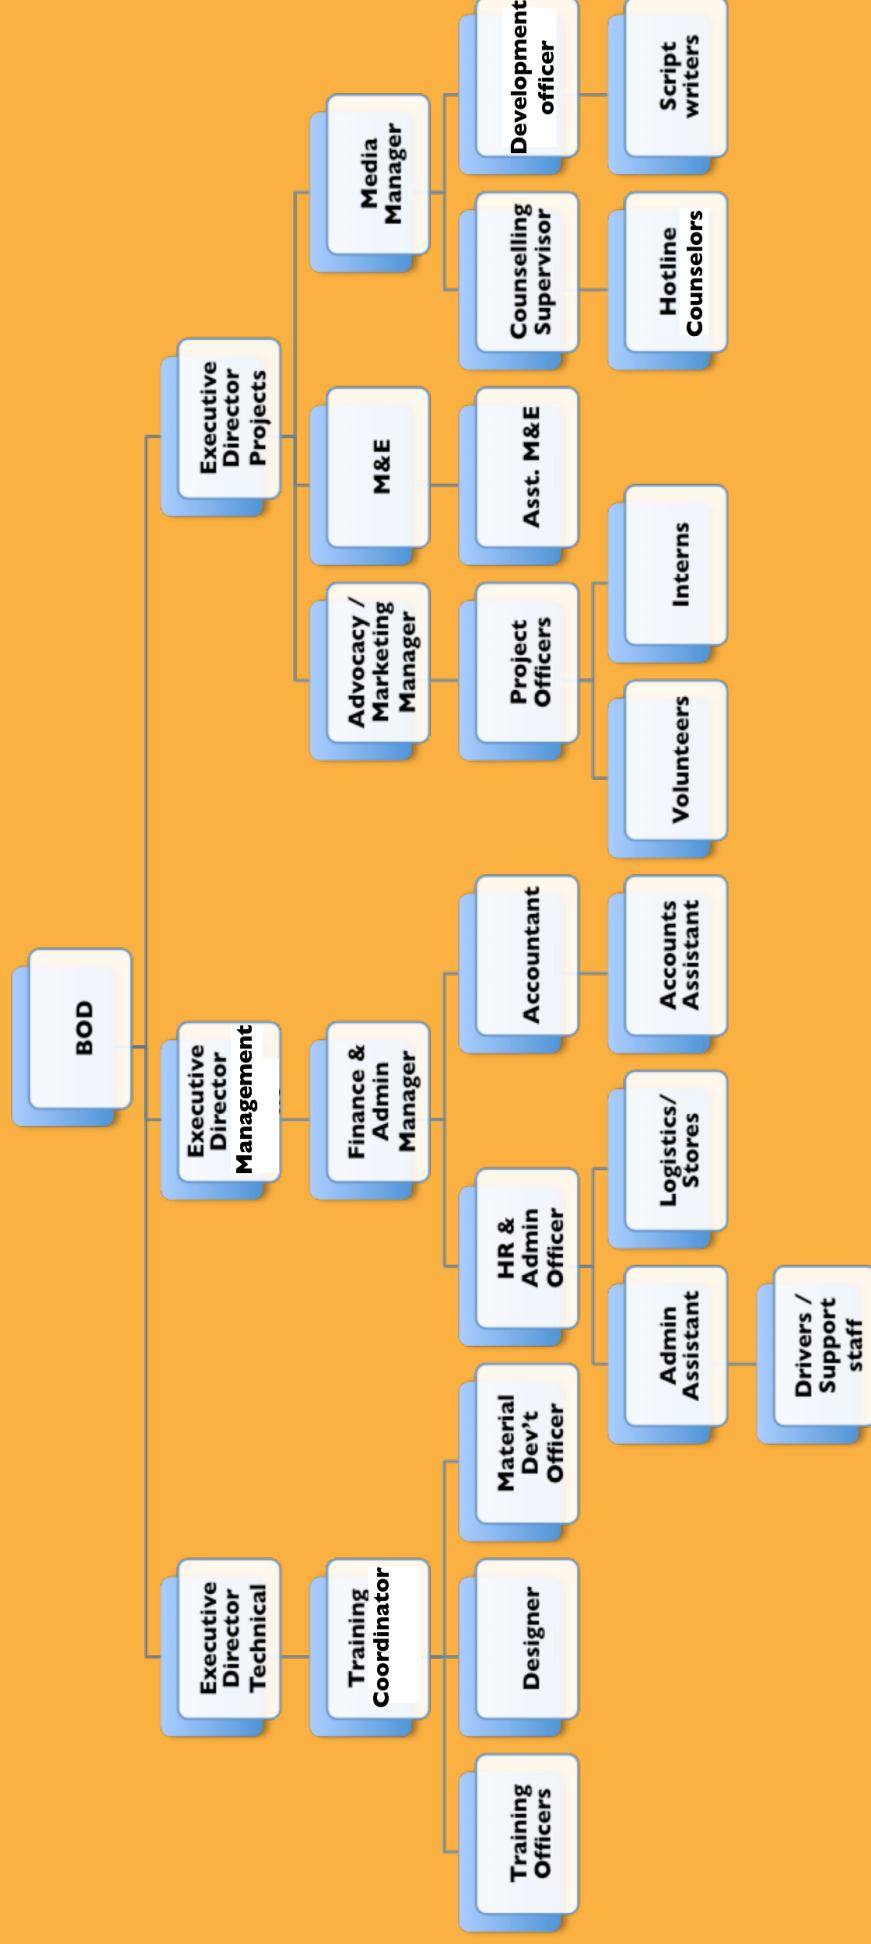 BOD
Executive
Director
Technical
Executive
Director
Management
Executive
Director
Projects
Training
Coordinator
Finance &
Admin
Manager
Advocacy /
Marketing
Manager
M&E
Media
Manager
Training
Officers
Designer
Material
Dev't
Officer
HR &
Admin
Officer
Accountant
Project
Officers
Asst. M&E
Counselling
Supervisor
Development
officer
Admin
Assistant
Logistics/
Stores
Accounts
Assistant
Volunteers
Interns
Hotline
Counselors
Script
writers
Drivers /
Support
staff